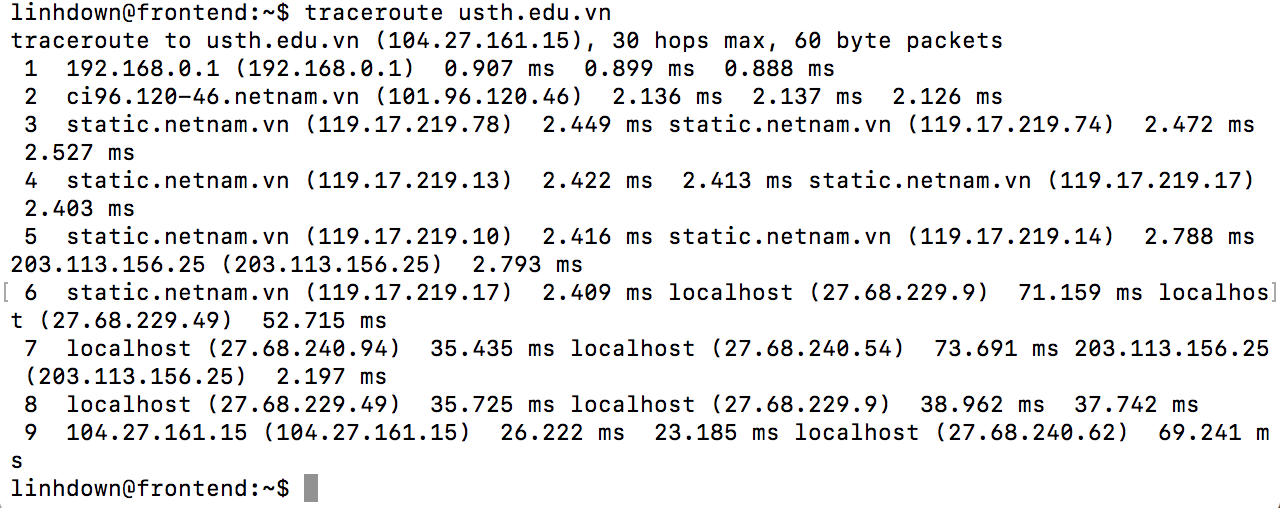 linhdown@frontend:~$ traceroute usth.edu.vn
traceroute to usth.edu.vn (104.27.161.15), 30 hops max, 60 byte packets
 1  192.168.0.1 (192.168.0.1)  0.907 ms  0.899 ms  0.888 ms
 2  ci96.120-46.netnam.vn (101.96.120.46)  2.136 ms  2.137 ms  2.126 ms
 3  static.netnam.vn (119.17.219.78)  2.449 ms static.netnam.vn (119.17.219.74)  2.472 ms
 2.527 ms
 4  static.netnam.vn (119.17.219.13)  2.422 ms  2.413 ms static.netnam.vn (119.17.219.17)
 2.403 ms
 5  static.netnam.vn (119.17.219.10)  2.416 ms static.netnam.vn (119.17.219.14)  2.788 ms
203.113.156.25 (203.113.156.25)  2.793 ms
[ 6  static.netnam.vn (119.17.219.17)  2.409 ms localhost (27.68.229.9)  71.159 ms localhos]
t (27.68.229.49)  52.715 ms
 7  localhost (27.68.240.94)  35.435 ms localhost (27.68.240.54)  73.691 ms 203.113.156.25
 (203.113.156.25)  2.197 ms
 8  localhost (27.68.229.49)  35.725 ms localhost (27.68.229.9)  38.962 ms  37.742 ms
 9  104.27.161.15 (104.27.161.15)  26.222 ms  23.185 ms localhost (27.68.240.62)  69.241 m
s
linhdown@frontend:~$